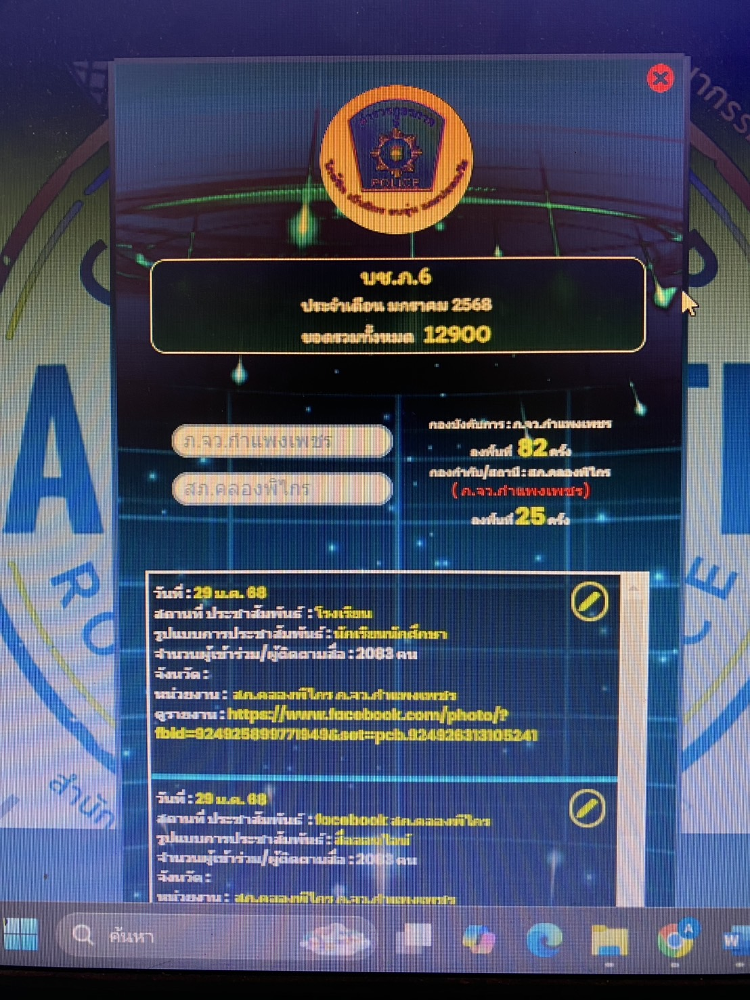 POLICE
บช.ภ.6
ประจำเดือน มกราคม 2568
ยอดรวมทั้งหมด 12900
ภ.จว.กำแพงเพชร
สภ.คลองพิไกร
กองบังคับการ : ภ.จว.กำแพงเพชร
ลงพื้นที่ 82 ครั้ง
กองกำกับ/สถานี : สภ.คลองพิไกร
( ภ.จว.กำแพงเพชร)
ลงพื้นที่ 25 ครั้ง
วันที่ : 29 ม.ค. 68
สถานที่ ประชาสัมพันธ์ : โรงเรียน
รูปแบบการประชาสัมพันธ์ : นักเรียนนักศึกษา
จำนวนผู้เข้าร่วม/ผู้ติดตามสื่อ : 2083 คน
จังหวัด :
หน่วยงาน : สภ.คลองพิไกร ภ.จว.กำแพงเพชร
ดูรายงาน : https://www.facebook.com/photo/?
fbid=924925899771949&set=pcb.924926313105241
วันที่ : 29 ม.ค. 68
สถานที่ ประชาสัมพันธ์ : facebook สภ.คลองพิไกร
รูปแบบการประชาสัมพันธ์ : สื่อออนไลน์
จำนวนผู้เข้าร่วม/ผู้ติดตามสื่อ : 2083 คน
จังหวัด :
หน่วยงาน : สภ.คลองพิไกร ภ.จว.กำแพงเพชร
สำนัก
ค้นหา
A
W